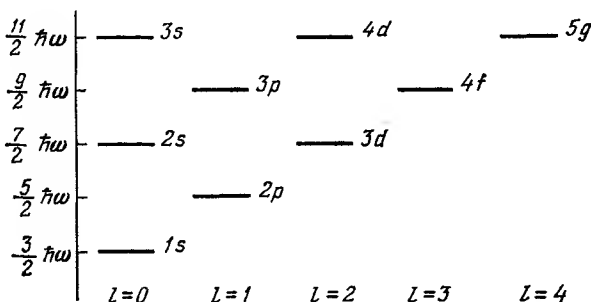 11/2 ħω 3s 4d 5g
9/2 ħω 3p 4f
7/2 ħω 2s 3d
5/2 ħω 2p
3/2 ħω 1s
l=0 l=1 l=2 l=3 l=4